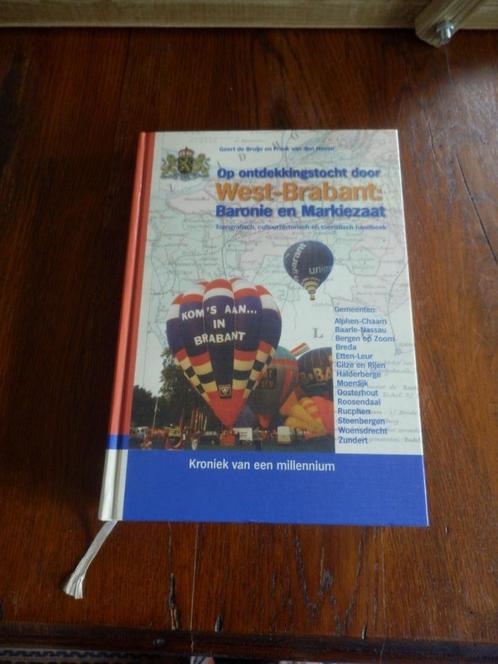 Geert de Bruijn en Frank van den Hoven
Op ontdekkingstocht door
West-Brabant:
Baronie en Markiezaat
topografisch, cultuurhistorisch en toeristisch handboek
KOM'S AAN...
IN
BRABANT
Gemeenten:
Alphen-Chaam
Baarle-Nassau
Bergen op Zoom
Breda
Etten-Leur
Gilze en Rijen
Halderberge
Moerdijk
Oosterhout
Roosendaal
Rucphen
Steenbergen
Woensdrecht
Zundert
Kroniek van een millennium